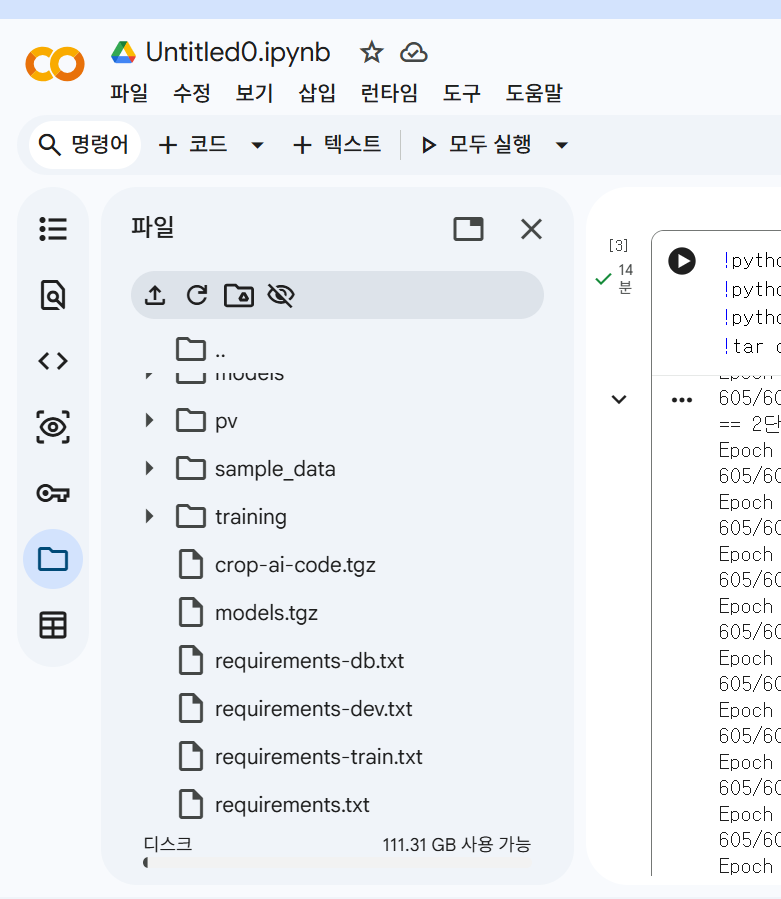 Untitled0.ipynb
파일 수정 보기 삽입 런타임 도구 도움말
명령어 + 코드 + 텍스트 모두 실행
파일
..
models
pv
sample_data
training
crop-ai-code.tgz
models.tgz
requirements-db.txt
requirements-dev.txt
requirements-train.txt
requirements.txt
디스크 111.31 GB 사용 가능
[3]
14
분
!pytho
!pytho
!pytho
!tar c
Epoch
605/60
== 2단
Epoch
605/60
Epoch
605/60
Epoch
605/60
Epoch
605/60
Epoch
605/60
Epoch
605/60
Epoch
605/60
Epoch
605/60
Epoch